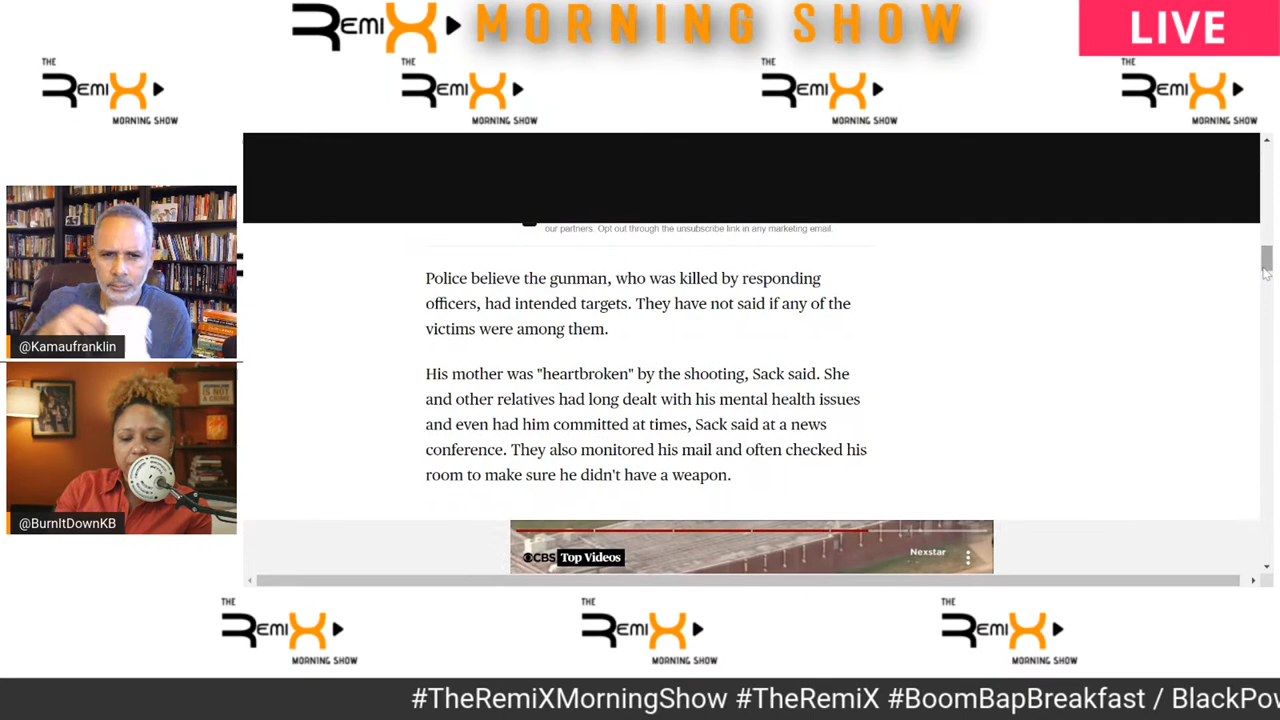 THE
REMIX
MORNING SHOW
LIVE
THE
REMIX
MORNING SHOW
THE
REMIX
MORNING SHOW
THE
REMIX
MORNING SHOW
THE
REMIX
MORNING SHOW
our partners. Opt out through the unsubscribe link in any marketing email.
Police believe the gunman, who was killed by responding
officers, had intended targets. They have not said if any of the
victims were among them.
His mother was "heartbroken" by the shooting, Sack said. She
and other relatives had long dealt with his mental health issues
and even had him committed at times, Sack said at a news
conference. They also monitored his mail and often checked his
room to make sure he didn't have a weapon.
@Kamaufranklin
JOURNALISM
IS NOT
A CRIME
@BurnItDownKB
CBS Top Videos
Nexstar
THE
REMIX
MORNING SHOW
THE
REMIX
MORNING SHOW
THE
REMIX
MORNING SHOW
#TheRemiXMorningShow #TheRemiX #BoomBapBreakfast / BlackPo